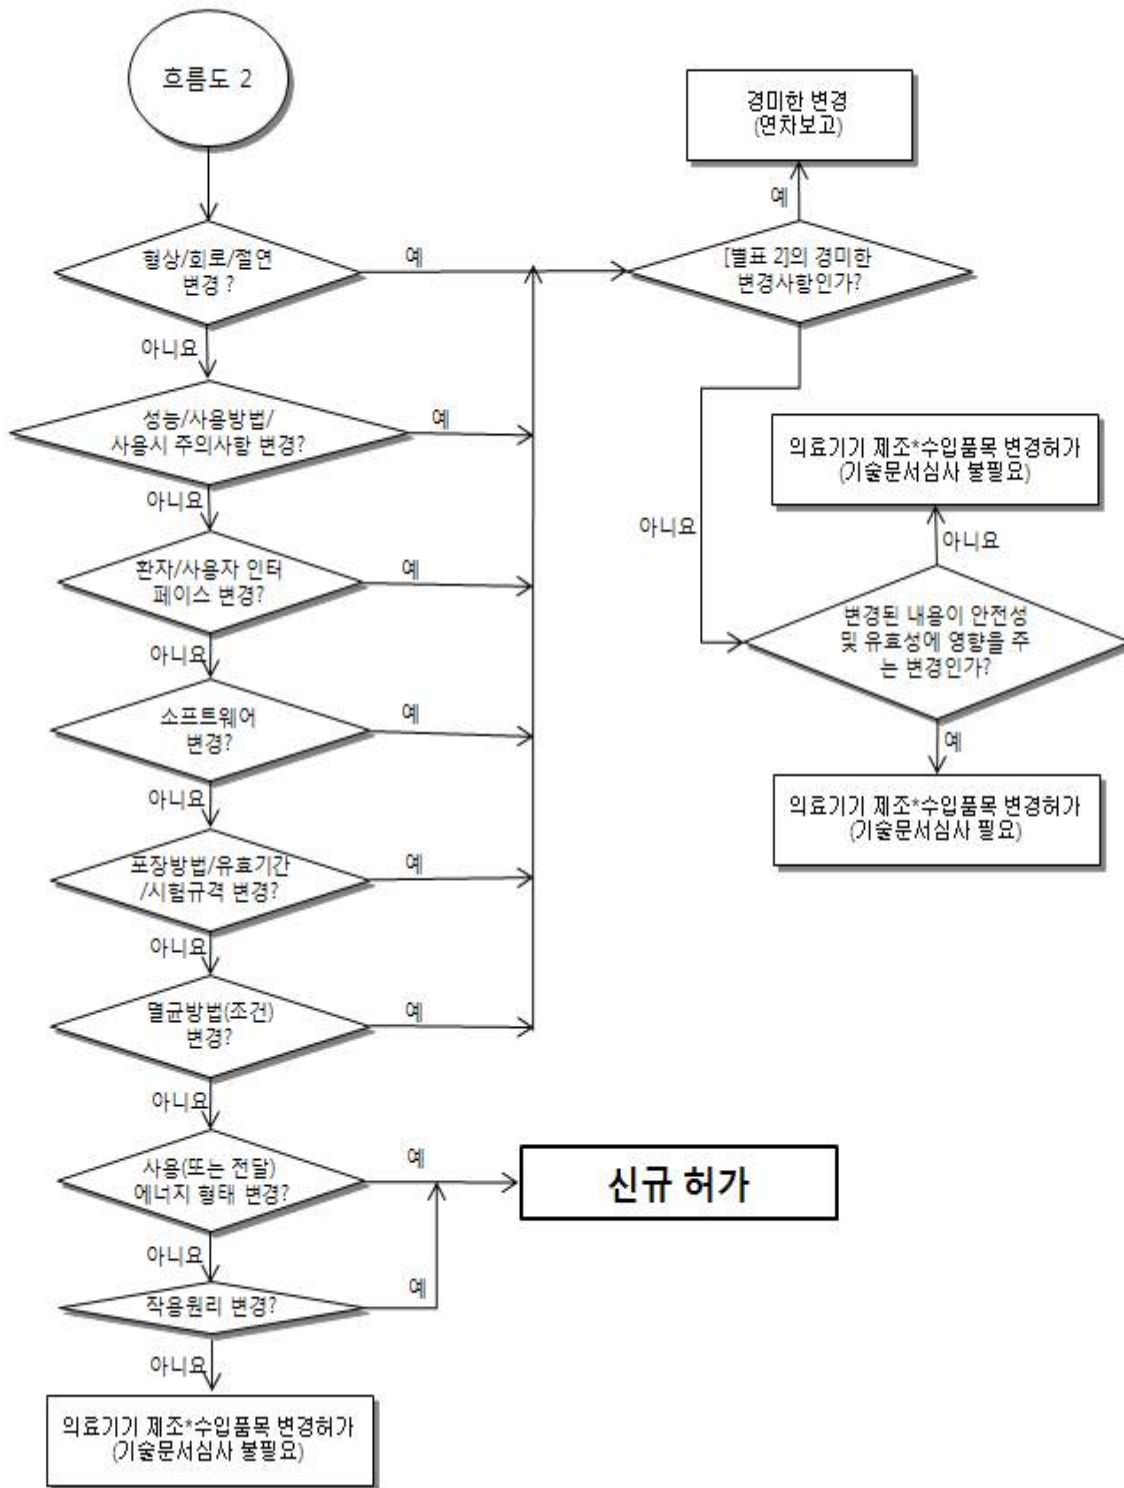 흐름도 2
형상/회로/절연
변경 ?
예
아니요
성능/사용방법/
사용시 주의사항 변경?
예
아니요
환자/사용자 인터
페이스 변경?
예
아니요
소프트웨어
변경?
예
아니요
포장방법/유효기간
/시험규격 변경?
예
아니요
멸균방법(조건)
변경?
예
아니요
사용(또는 전달)
에너지 형태 변경?
예
신규 허가
아니요
작용원리 변경?
예
아니요
의료기기 제조*수입품목 변경허가
(기술문서심사 불필요)
경미한 변경
(연차보고)
예
[별표 2]의 경미한
변경사항인가?
아니요
의료기기 제조*수입품목 변경허가
(기술문서심사 불필요)
아니요
변경된 내용이 안전성
및 유효성에 영향을 주
는 변경인가?
예
의료기기 제조*수입품목 변경허가
(기술문서심사 필요)